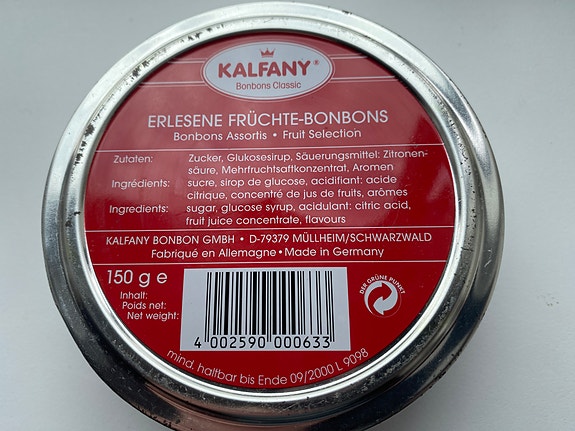 KALFANY®
Bonbons Classic
ERLESENE FRÜCHTE-BONBONS
Bonbons Assortis • Fruit Selection
Zutaten: Zucker, Glukosesirup, Säuerungsmittel: Zitronen-
säure, Mehrfruchtsaftkonzentrat, Aromen
Ingrédients: sucre, sirop de glucose, acidifiant: acide
citrique, concentré de jus de fruits, arômes
Ingredients: sugar, glucose syrup, acidulant: citric acid,
fruit juice concentrate, flavours
KALFANY BONBON GMBH • D-79379 MÜLLHEIM/SCHWARZWALD
Fabriqué en Allemagne • Made in Germany
150 g e
Inhalt:
Poids net:
Net weight:
DER GRÜNE PUNKT
4 002590 000633
mind. haltbar bis Ende 09/2000 L 9098